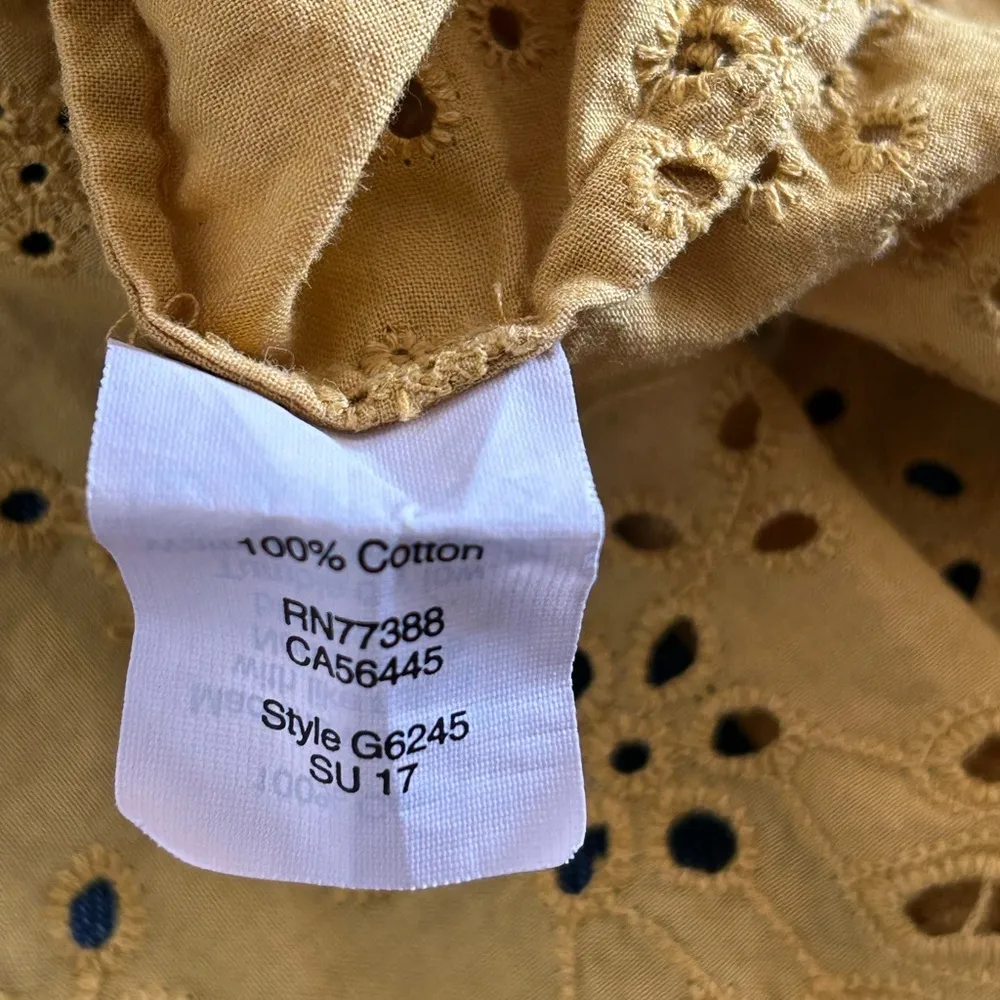 100% Cotton
RN77388
CA56445
Style G6245
SU 17